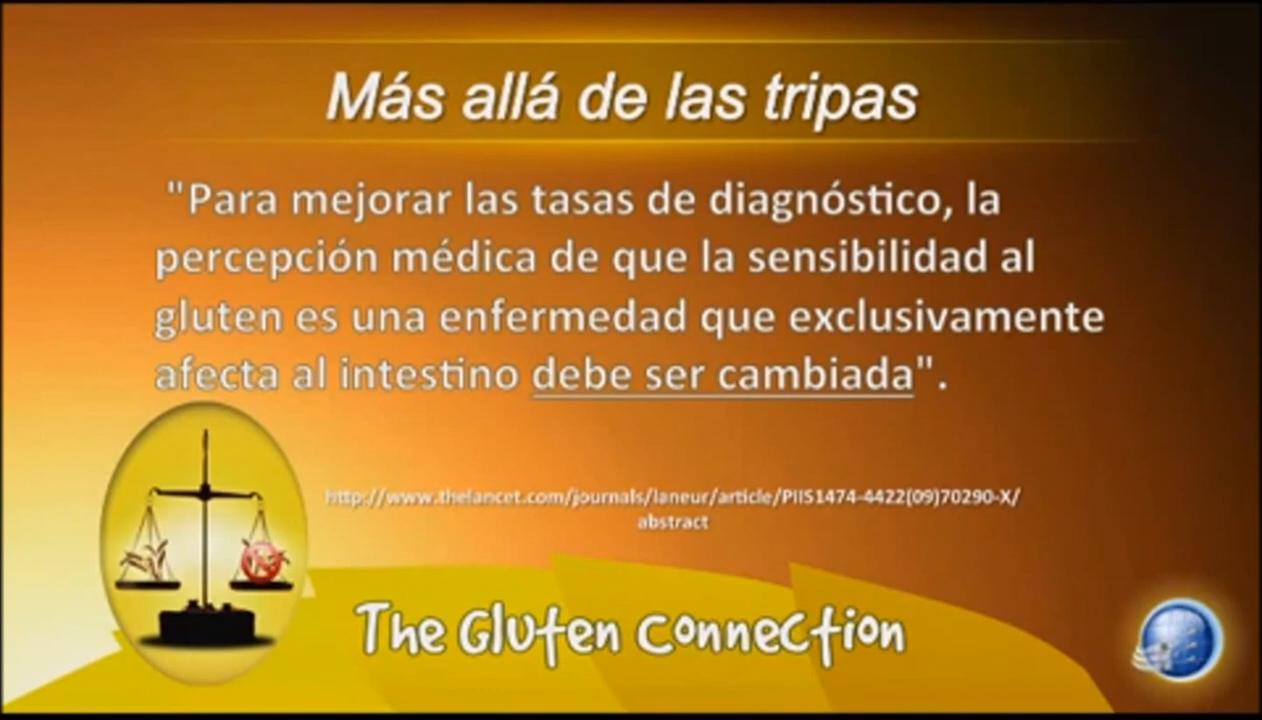 Más allá de las tripas
"Para mejorar las tasas de diagnóstico, la
percepción médica de que la sensibilidad al
gluten es una enfermedad que exclusivamente
afecta al intestino debe ser cambiada".
http://www.thelancet.com/journals/laneur/article/PIIS1474-4422(09)70290-X/
abstract
The Gluten Connection